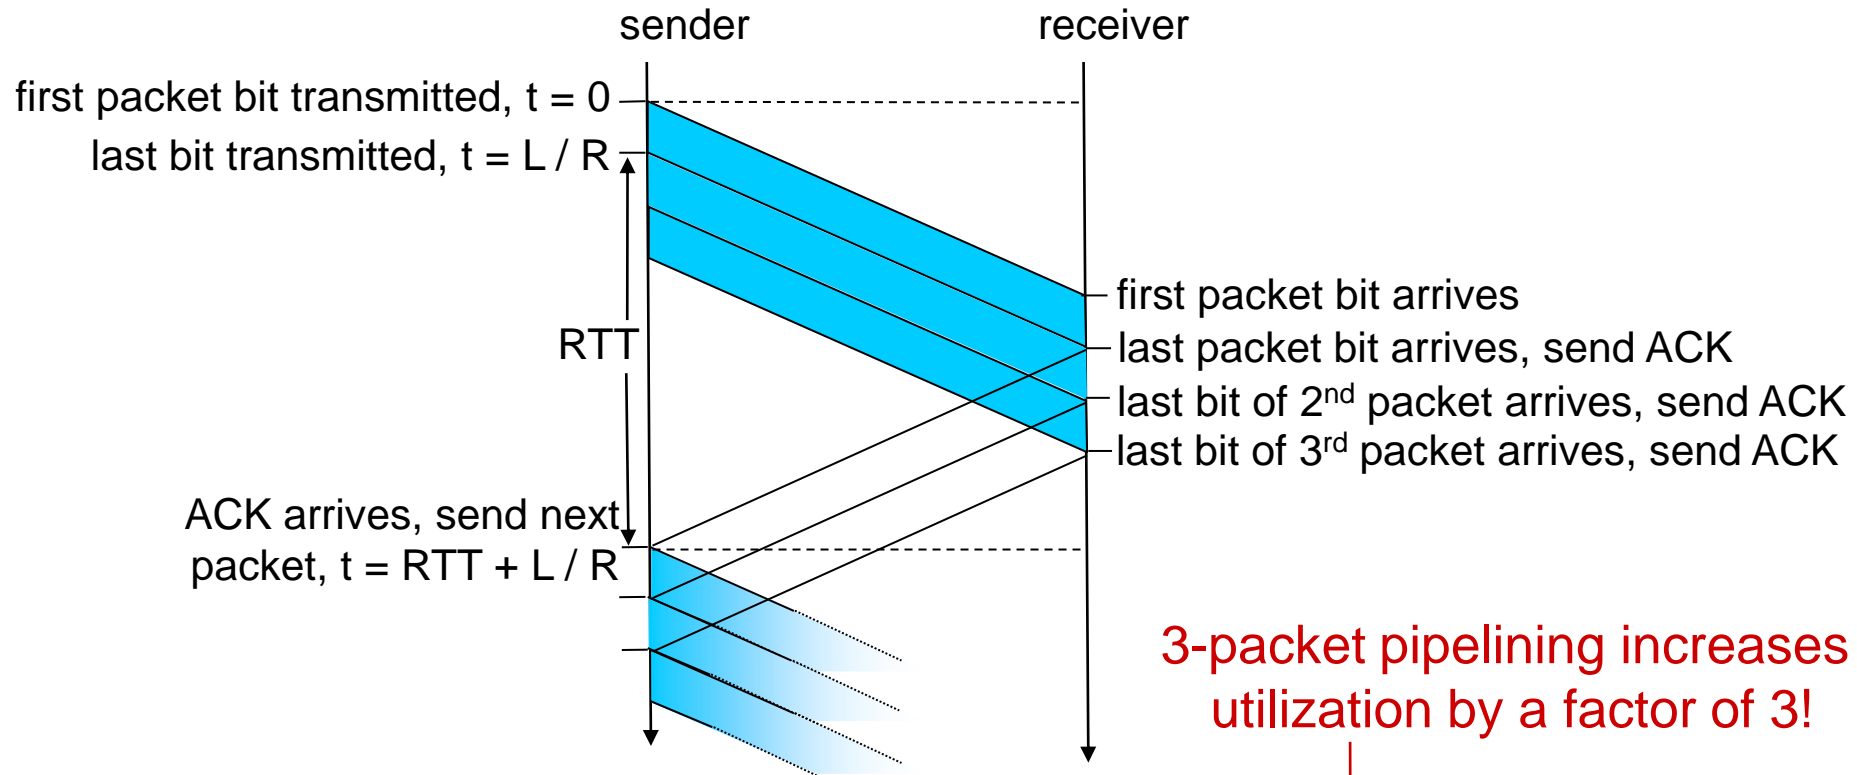 sender
receiver
first packet bit transmitted, t = 0
last bit transmitted, t = L / R
first packet bit arrives
RTT
last packet bit arrives, send ACK
last bit of 2nd packet arrives, send ACK
last bit of 3rd packet arrives, send ACK
ACK arrives, send next
packet, t = RTT + L / R
3-packet pipelining increases
utilization by a factor of 3!